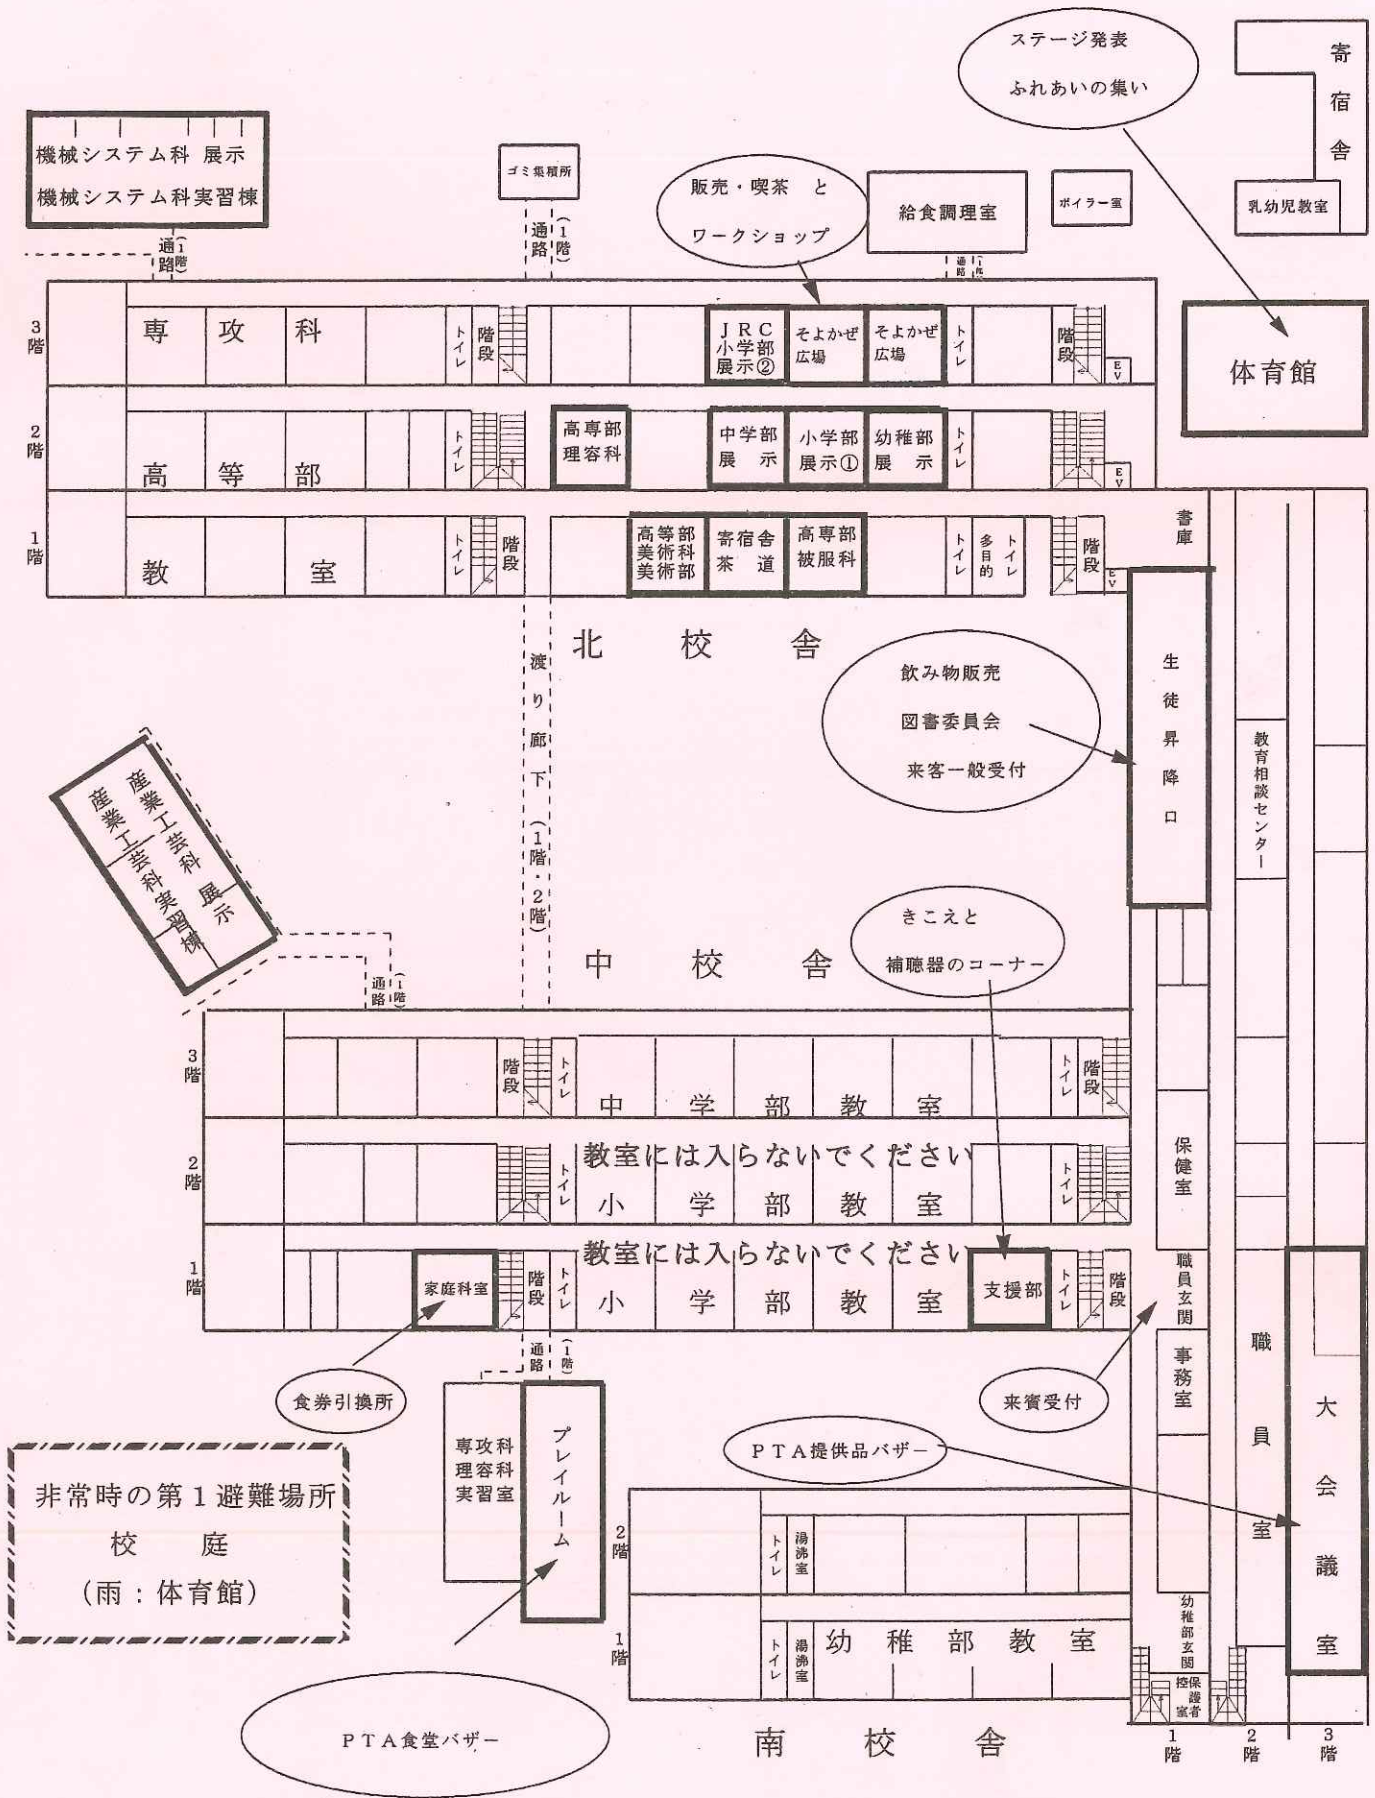 ステージ発表
ふれあいの集い
寄宿舎
乳幼児教室
機械システム科 展示
機械システム科実習棟
ゴミ集積所
販売・喫茶 と
ワークショップ
給食調理室
ボイラー室
通路
(1階)
通路
(1階)
通路
体育館
3階
専攻科
トイレ
階段
JRC
小学部
展示②
そよかぜ
広場
そよかぜ
広場
トイレ
階段
EV
2階
高等部
トイレ
高専部
理容科
中学部
展示
小学部
展示①
幼稚部
展示
トイレ
EV
1階
教室
トイレ
階段
高等部
美術科
美術部
寄宿舎
茶道
高専部
被服科
トイレ
多目的
トイレ
階段
EV
書庫
北校舎
渡り廊下(1階・2階)
飲み物販売
図書委員会
来客一般受付
生徒昇降口
教育相談センター
産業工芸科 展示
産業工芸科実習棟
通路
(1階)
中校舎
きこえと
補聴器のコーナー
3階
階段
トイレ
中学部教室
トイレ
階段
2階
トイレ
教室には入らないでください
小学部教室
トイレ
保健室
1階
家庭科室
階段
トイレ
教室には入らないでください
小学部教室
支援部
トイレ
階段
職員玄関
通路
(1階)
食券引換所
来賓受付
事務室
職員室
大会議室
専攻科
理容科
実習室
プレイルーム
PTA提供品バザー
非常時の第1避難場所
校庭
(雨:体育館)
2階
トイレ
湯沸室
1階
トイレ
湯沸室
幼稚部教室
幼稚部玄関
保護者
控室
PTA食堂バザー
南校舎
1階
2階
3階